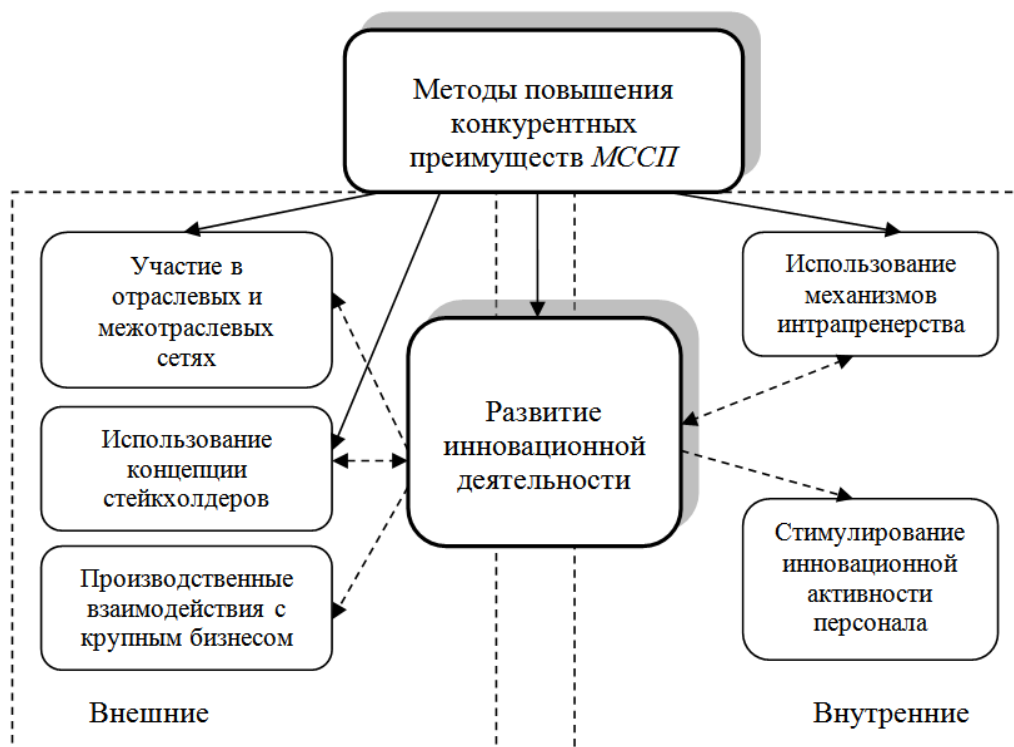 Методы повышения
конкурентных
преимуществ МССП
Участие в
отраслевых и
межотраслевых
сетях
Использование
концепции
стейкхолдеров
Производственные
взаимодействия с
крупным бизнесом
Внешние
Развитие
инновационной
деятельности
Использование
механизмов
интрапренерства
Стимулирование
инновационной
активности
персонала
Внутренние